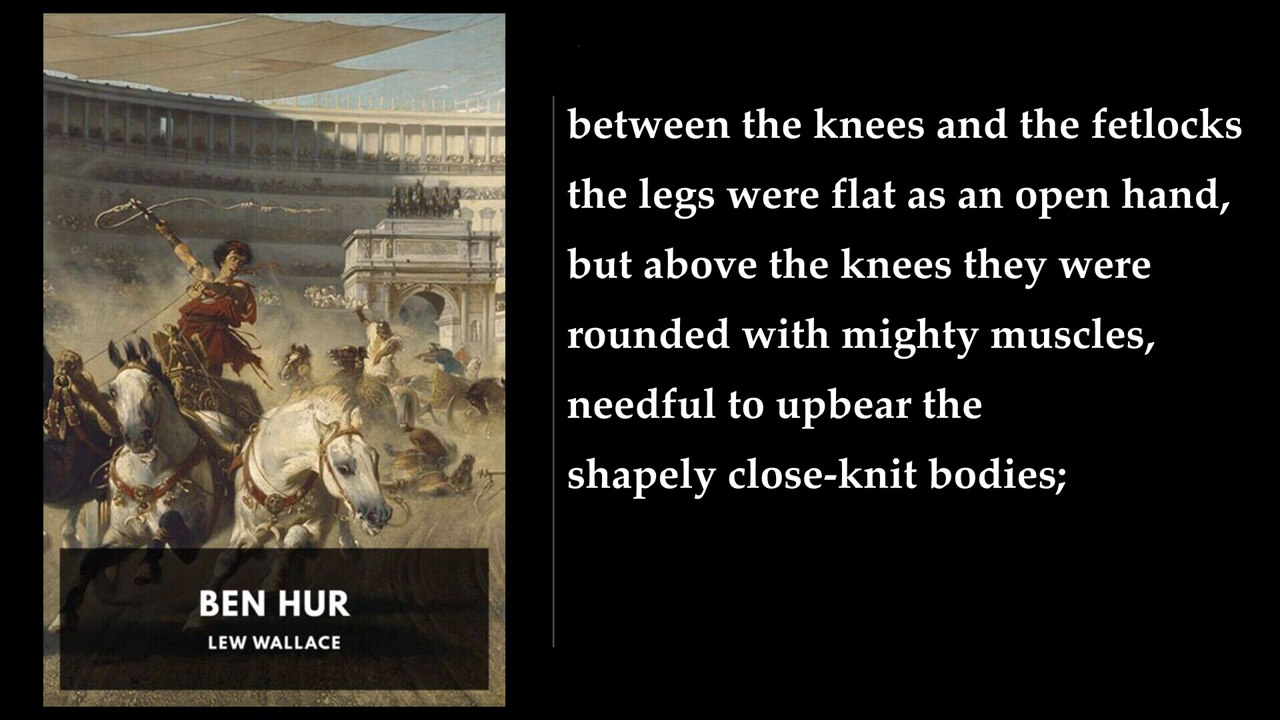 BEN HUR
LEW WALLACE
between the knees and the fetlocks
the legs were flat as an open hand,
but above the knees they were
rounded with mighty muscles,
needful to upbear the
shapely close-knit bodies;